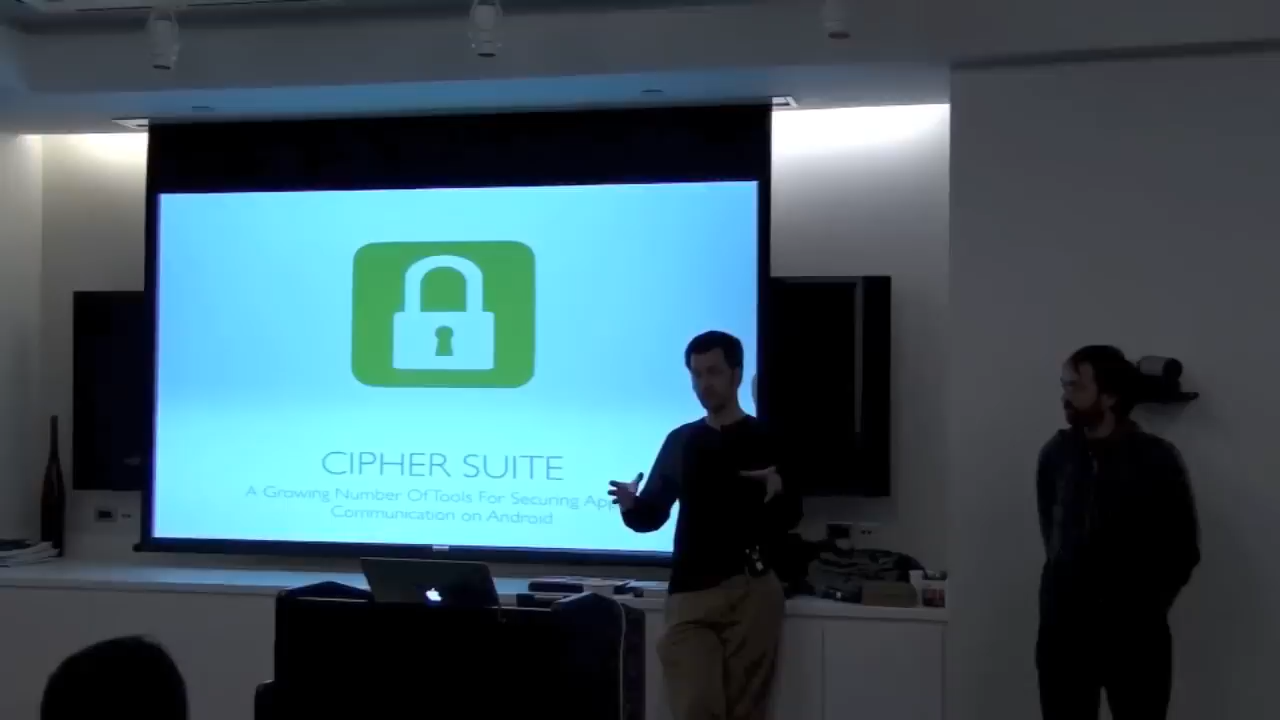 CIPHER SUITE
A Growing Number Of Tools For Securing App
Communication on Android